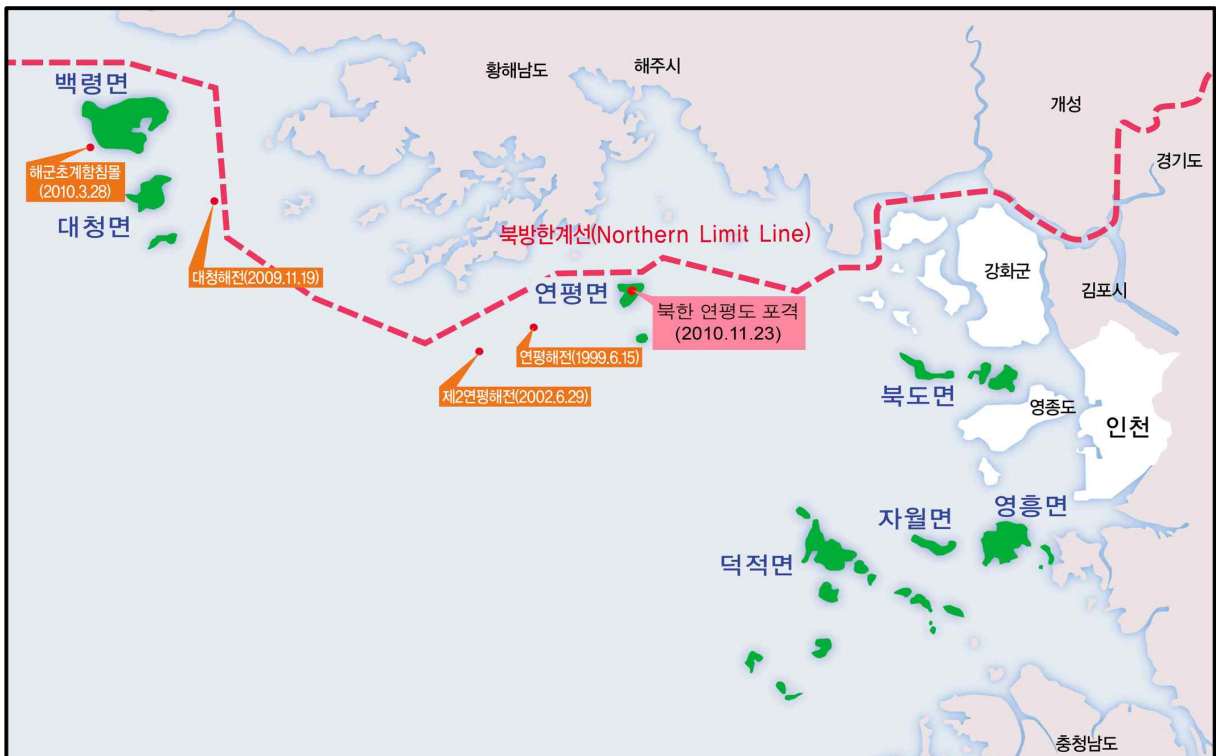 황해남도
해주시
백령면
개성
경기도
해군초계함침몰
(2010.3.28)
대청면
북방한계선(Northern Limit Line)
대청해전(2009.11.19)
강화군
연평면
김포시
북한 연평도 포격
(2010.11.23)
연평해전(1999.6.15)
제2연평해전(2002.6.29)
북도면
영종도
인천
영흥면
자월면
덕적면
충청남도